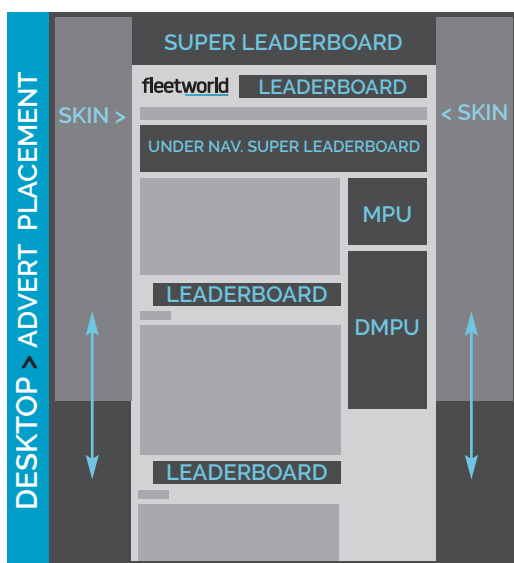 DESKTOP > ADVERT PLACEMENT
SUPER LEADERBOARD
fleetworld
LEADERBOARD
SKIN >
< SKIN
UNDER NAV. SUPER LEADERBOARD
MPU
LEADERBOARD
DMPU
LEADERBOARD